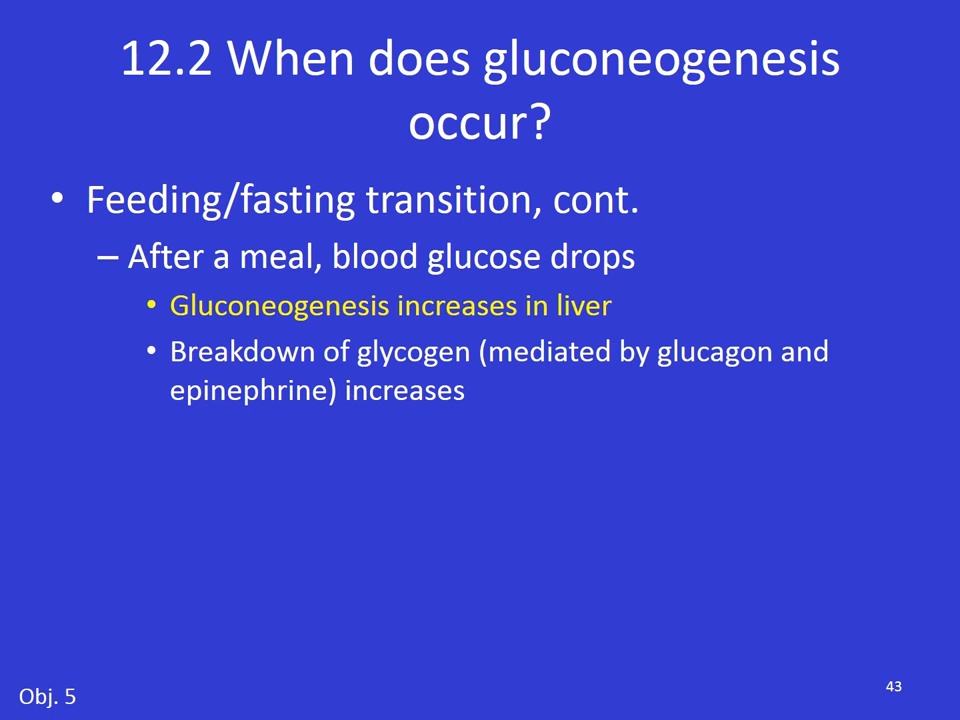 12.2 When does gluconeogenesis
occur?
• Feeding/fasting transition, cont.
– After a meal, blood glucose drops
• Gluconeogenesis increases in liver
• Breakdown of glycogen (mediated by glucagon and
epinephrine) increases
Obj. 5
43